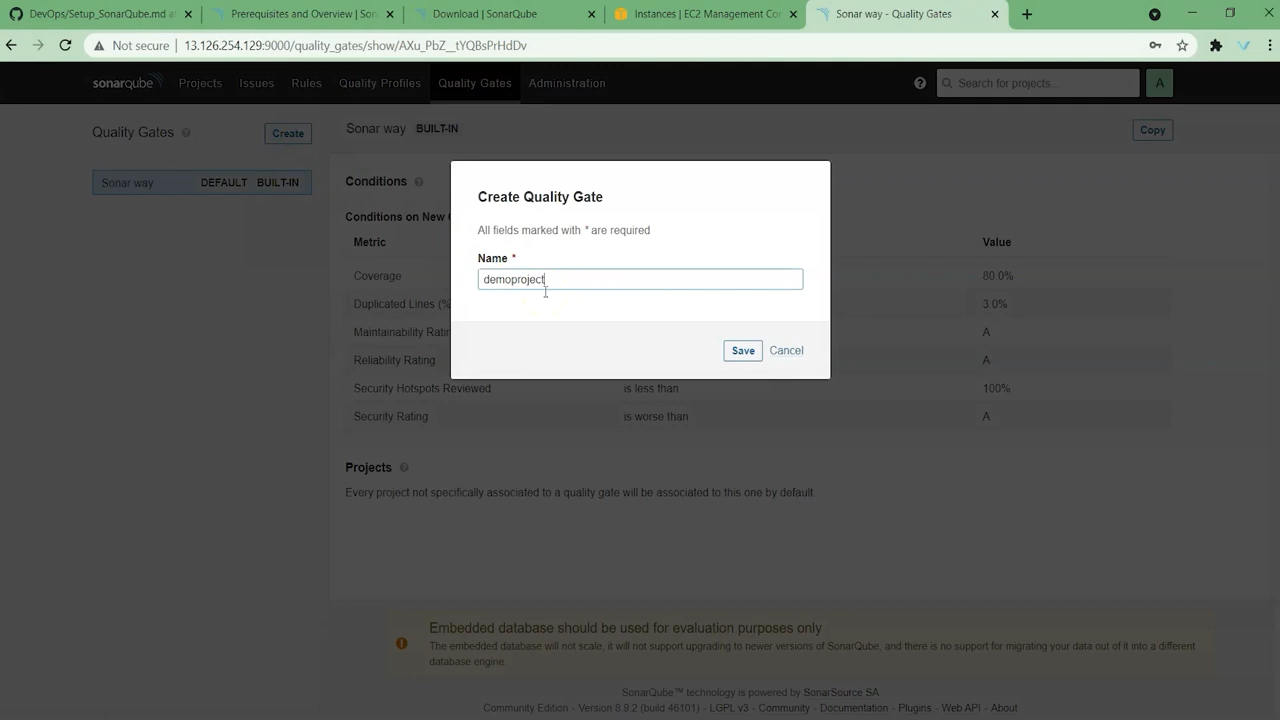 DevOps/Setup_SonarQube.md at
Prerequisites and Overview | Son
Download | SonarQube
Instances | EC2 Management Con
Sonar way - Quality Gates
Not secure
13.126.254.129:9000/quality_gates/show/AXu_PbZ__tYQBsPrHdDv
sonarqube
Projects
Issues
Rules
Quality Profiles
Quality Gates
Administration
Search for projects...
A
Quality Gates
Create
Sonar way BUILT-IN
Copy
Sonar way DEFAULT BUILT-IN
Conditions
Conditions on New
Metric
Value
Coverage
80.0%
Duplicated Lines (%
3.0%
Maintainability Ratin
A
Reliability Rating
A
Security Hotspots Reviewed
is less than
100%
Security Rating
is worse than
A
Create Quality Gate
All fields marked with * are required
Name *
demoproject
Save
Cancel
Projects
Every project not specifically associated to a quality gate will be associated to this one by default.
Embedded database should be used for evaluation purposes only
The embedded database will not scale, it will not support upgrading to newer versions of SonarQube, and there is no support for migrating your data out of it into a different
database engine.
SonarQube™ technology is powered by SonarSource SA
Community Edition - Version 8.9.2 (build 46101) - LGPL v3 - Community - Documentation - Plugins - Web API - About